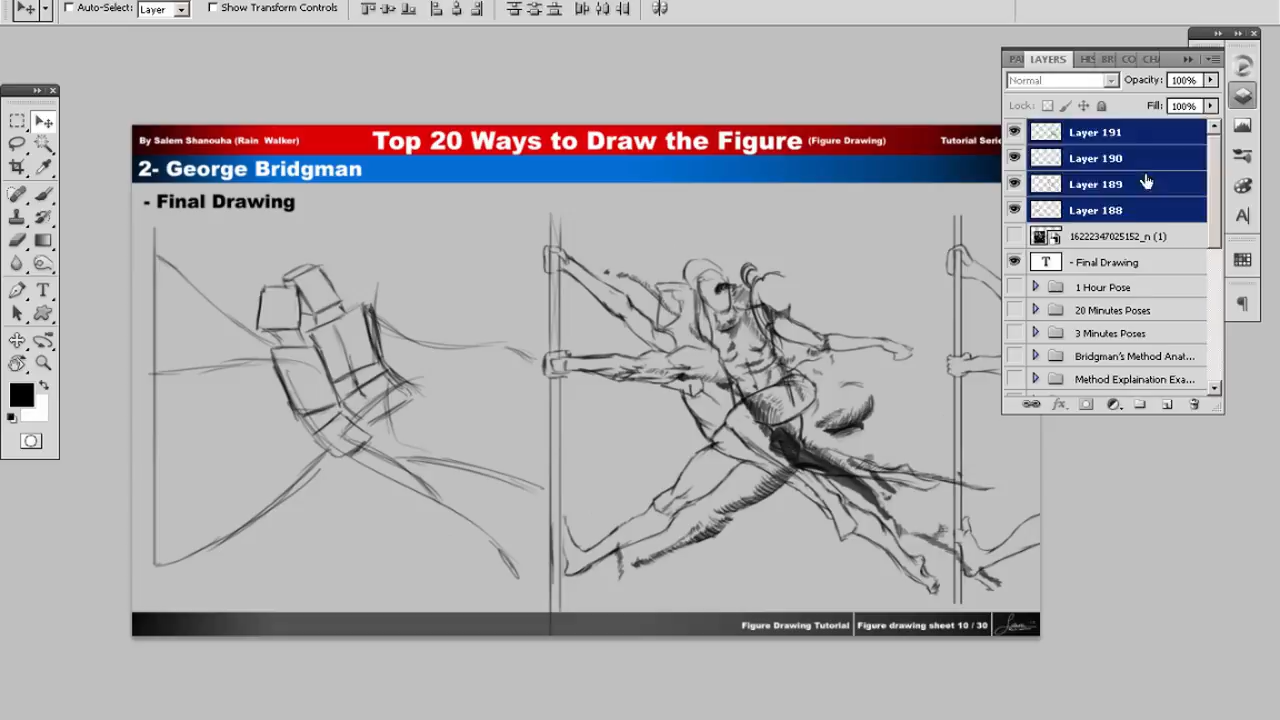 Auto-Select:
Layer
Show Transform Controls
LAYERS
Normal
Opacity:
100%
Lock:
Fill:
100%
Layer 191
Layer 190
Layer 189
Layer 188
16222347025152_n (1)
T
- Final Drawing
1 Hour Pose
20 Minutes Poses
3 Minutes Poses
Bridgman's Method Anat...
Method Explaination Exa...
By Salem Shanouha (Rain Walker)
Top 20 Ways to Draw the Figure (Figure Drawing)
Tutorial Series
2- George Bridgman
- Final Drawing
Figure Drawing Tutorial
Figure drawing sheet 10 / 30